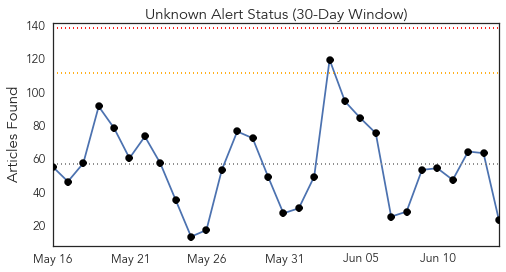 Unknown Alert Status (30-Day Window)
Articles Found
140
120
100
80
60
40
20
May 16 May 21 May 26 May 31 Jun 05 Jun 10